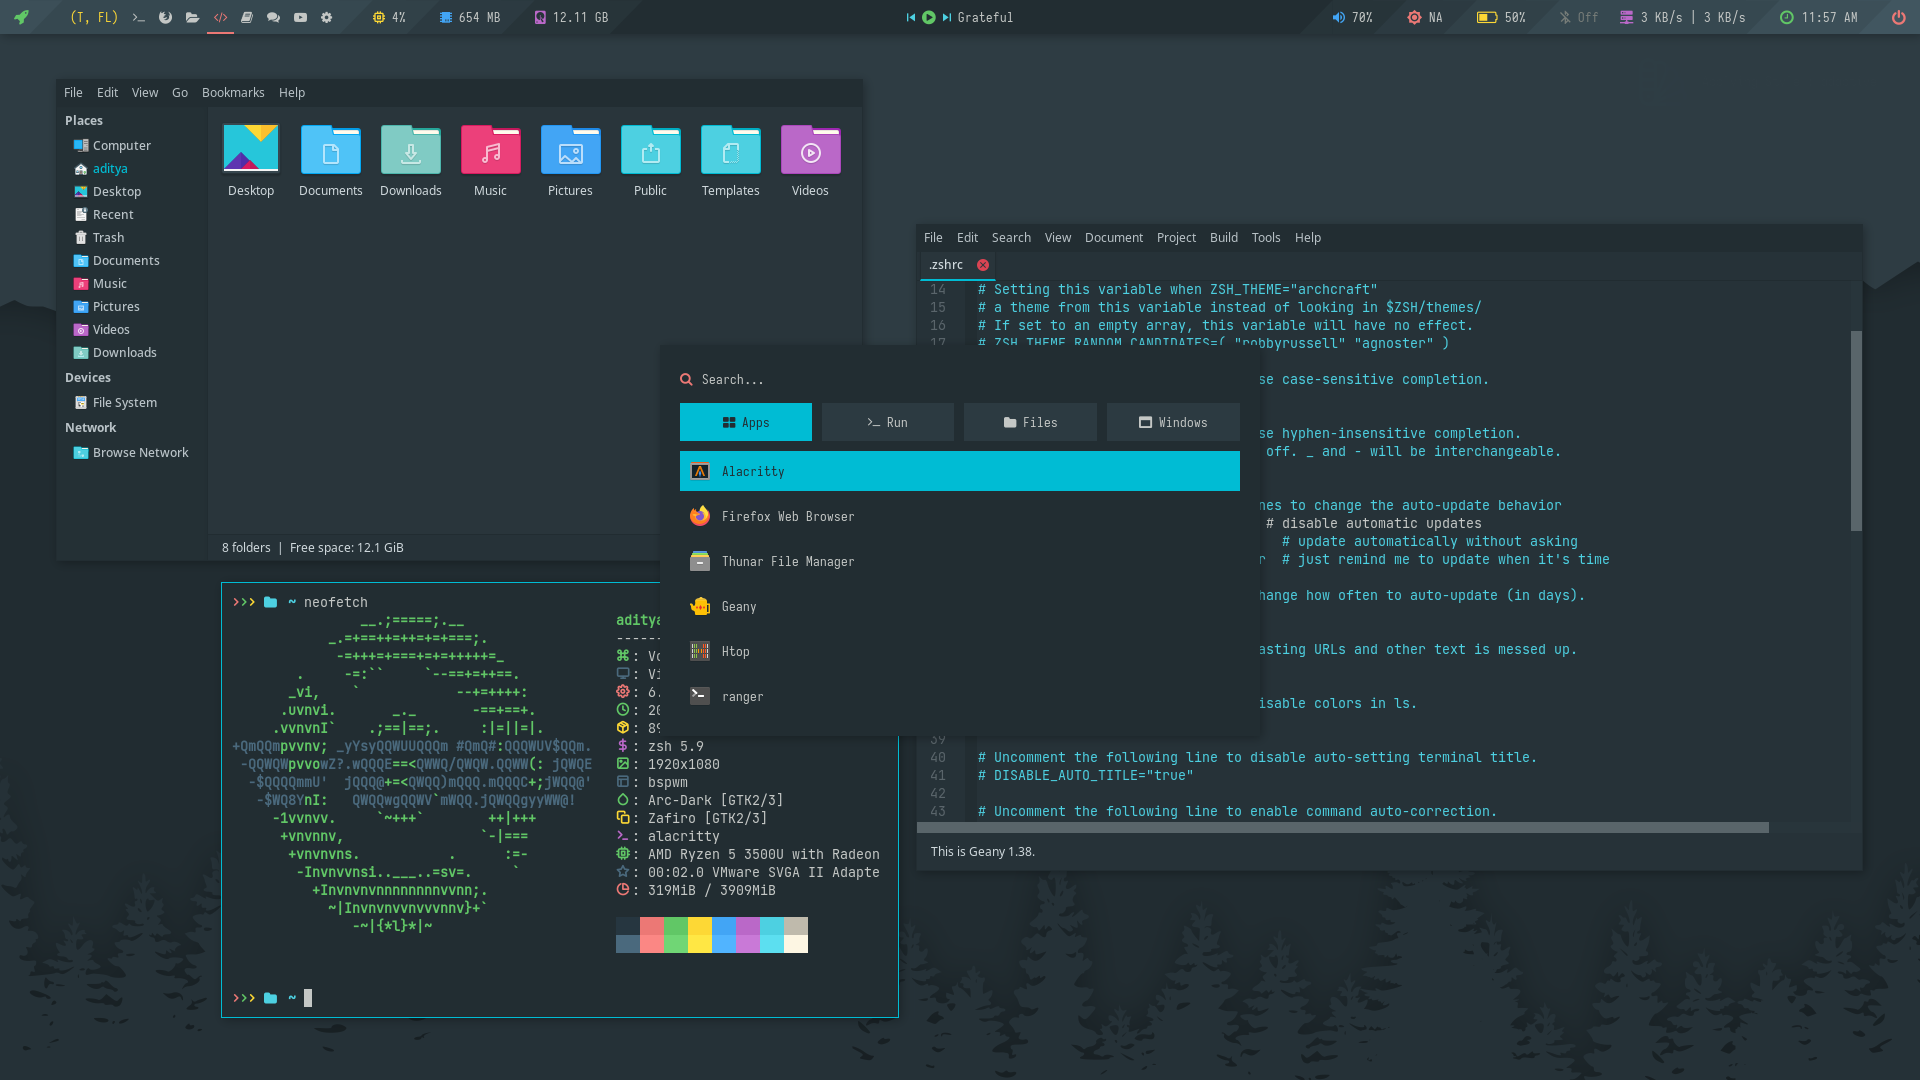 (T, FL) 4% 654 MB 12.11 GB Grateful 70% NA 50% Off 3 KB/s | 3 KB/s 11:57 AM
File Edit View Go Bookmarks Help
Places
Computer
aditya
Desktop
Recent
Trash
Documents
Music
Pictures
Videos
Downloads
Devices
File System
Network
Browse Network
Desktop Documents Downloads Music Pictures Public Templates Videos
8 folders | Free space: 12.1 GiB
File Edit Search View Document Project Build Tools Help
.zshrc
14 # Setting this variable when ZSH_THEME="archcraft"
15 # a theme from this variable instead of looking in $ZSH/themes/
16 # If set to an empty array, this variable will have no effect.
17 # ZSH_THEME_RANDOM_CANDIDATES=( "robbyrussell" "agnoster" )
se case-sensitive completion.
se hyphen-insensitive completion.
off. _ and - will be interchangeable.
nes to change the auto-update behavior
# disable automatic updates
# update automatically without asking
r # just remind me to update when it's time
hange how often to auto-update (in days).
asting URLs and other text is messed up.
isable colors in ls.
39
40 # Uncomment the following line to disable auto-setting terminal title.
41 # DISABLE_AUTO_TITLE="true"
42
43 # Uncomment the following line to enable command auto-correction.
This is Geany 1.38.
Search...
Apps Run Files Windows
Alacritty
Firefox Web Browser
Thunar File Manager
Geany
Htop
ranger
~ neofetch
aditya
------
: Vo
: Vi
: 6.
: 20
: 89
: zsh 5.9
: 1920x1080
: bspwm
: Arc-Dark [GTK2/3]
: Zafiro [GTK2/3]
: alacritty
: AMD Ryzen 5 3500U with Radeon
: 00:02.0 VMware SVGA II Adapte
: 319MiB / 3909MiB
~